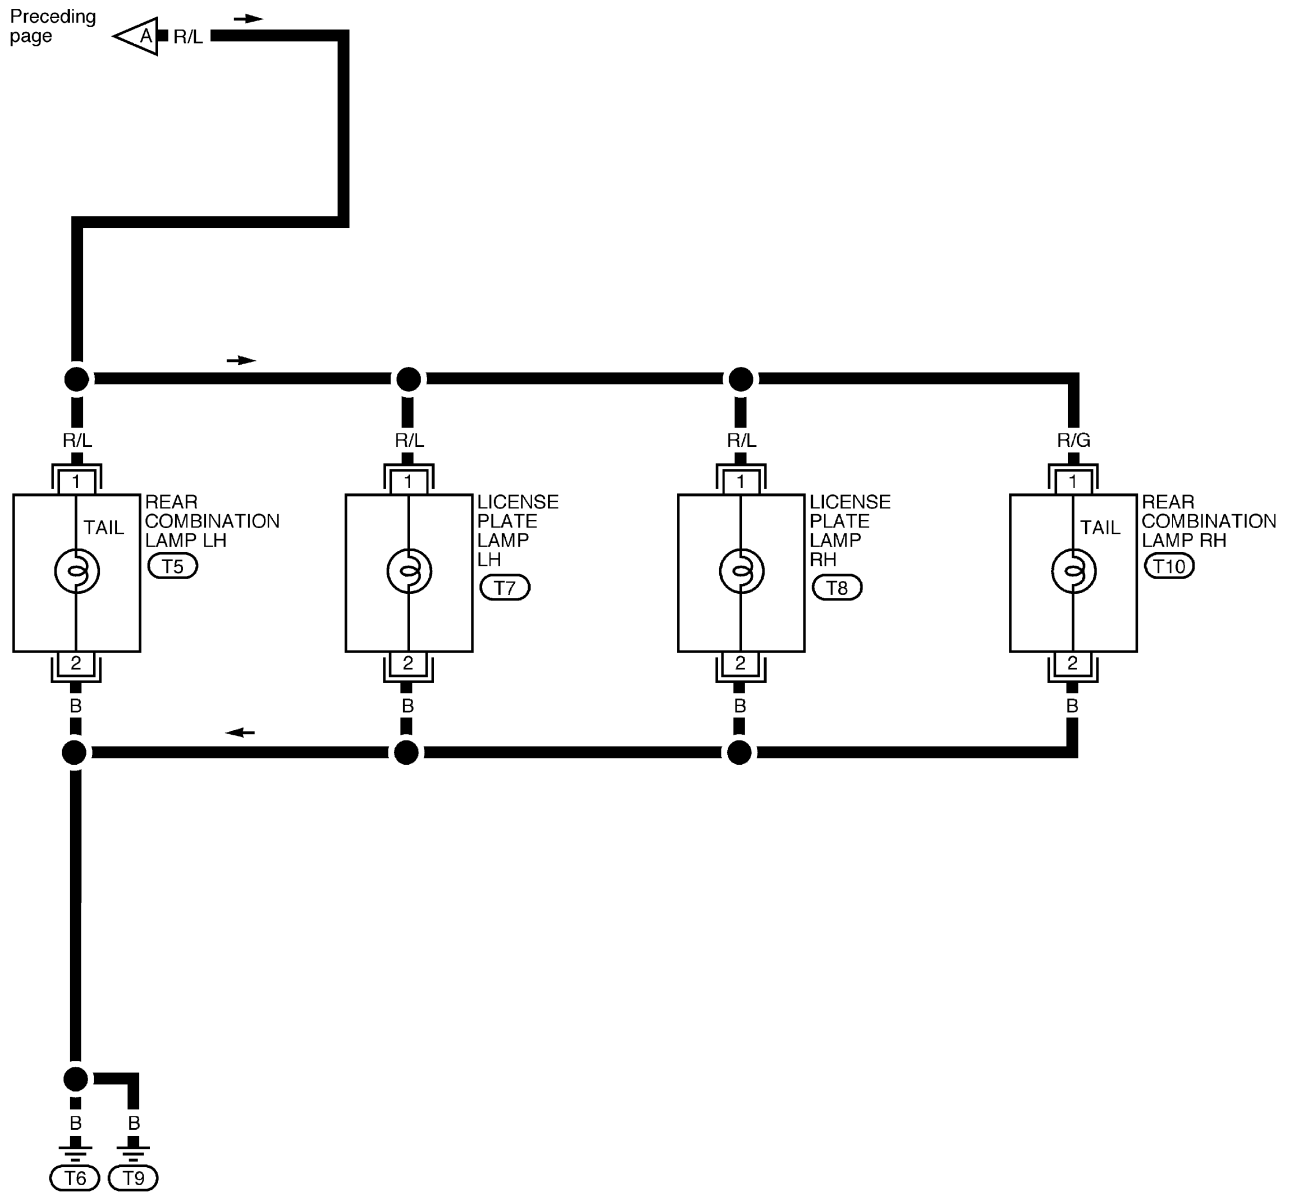 Preceding
page
A R/L
R/L R/L R/L R/G
1 1 1 1
TAIL
REAR
COMBINATION
LAMP LH
T5
LICENSE
PLATE
LAMP
LH
T7
LICENSE
PLATE
LAMP
RH
T8
TAIL
REAR
COMBINATION
LAMP RH
T10
2 2 2 2
B B B B
B B
T6 T9